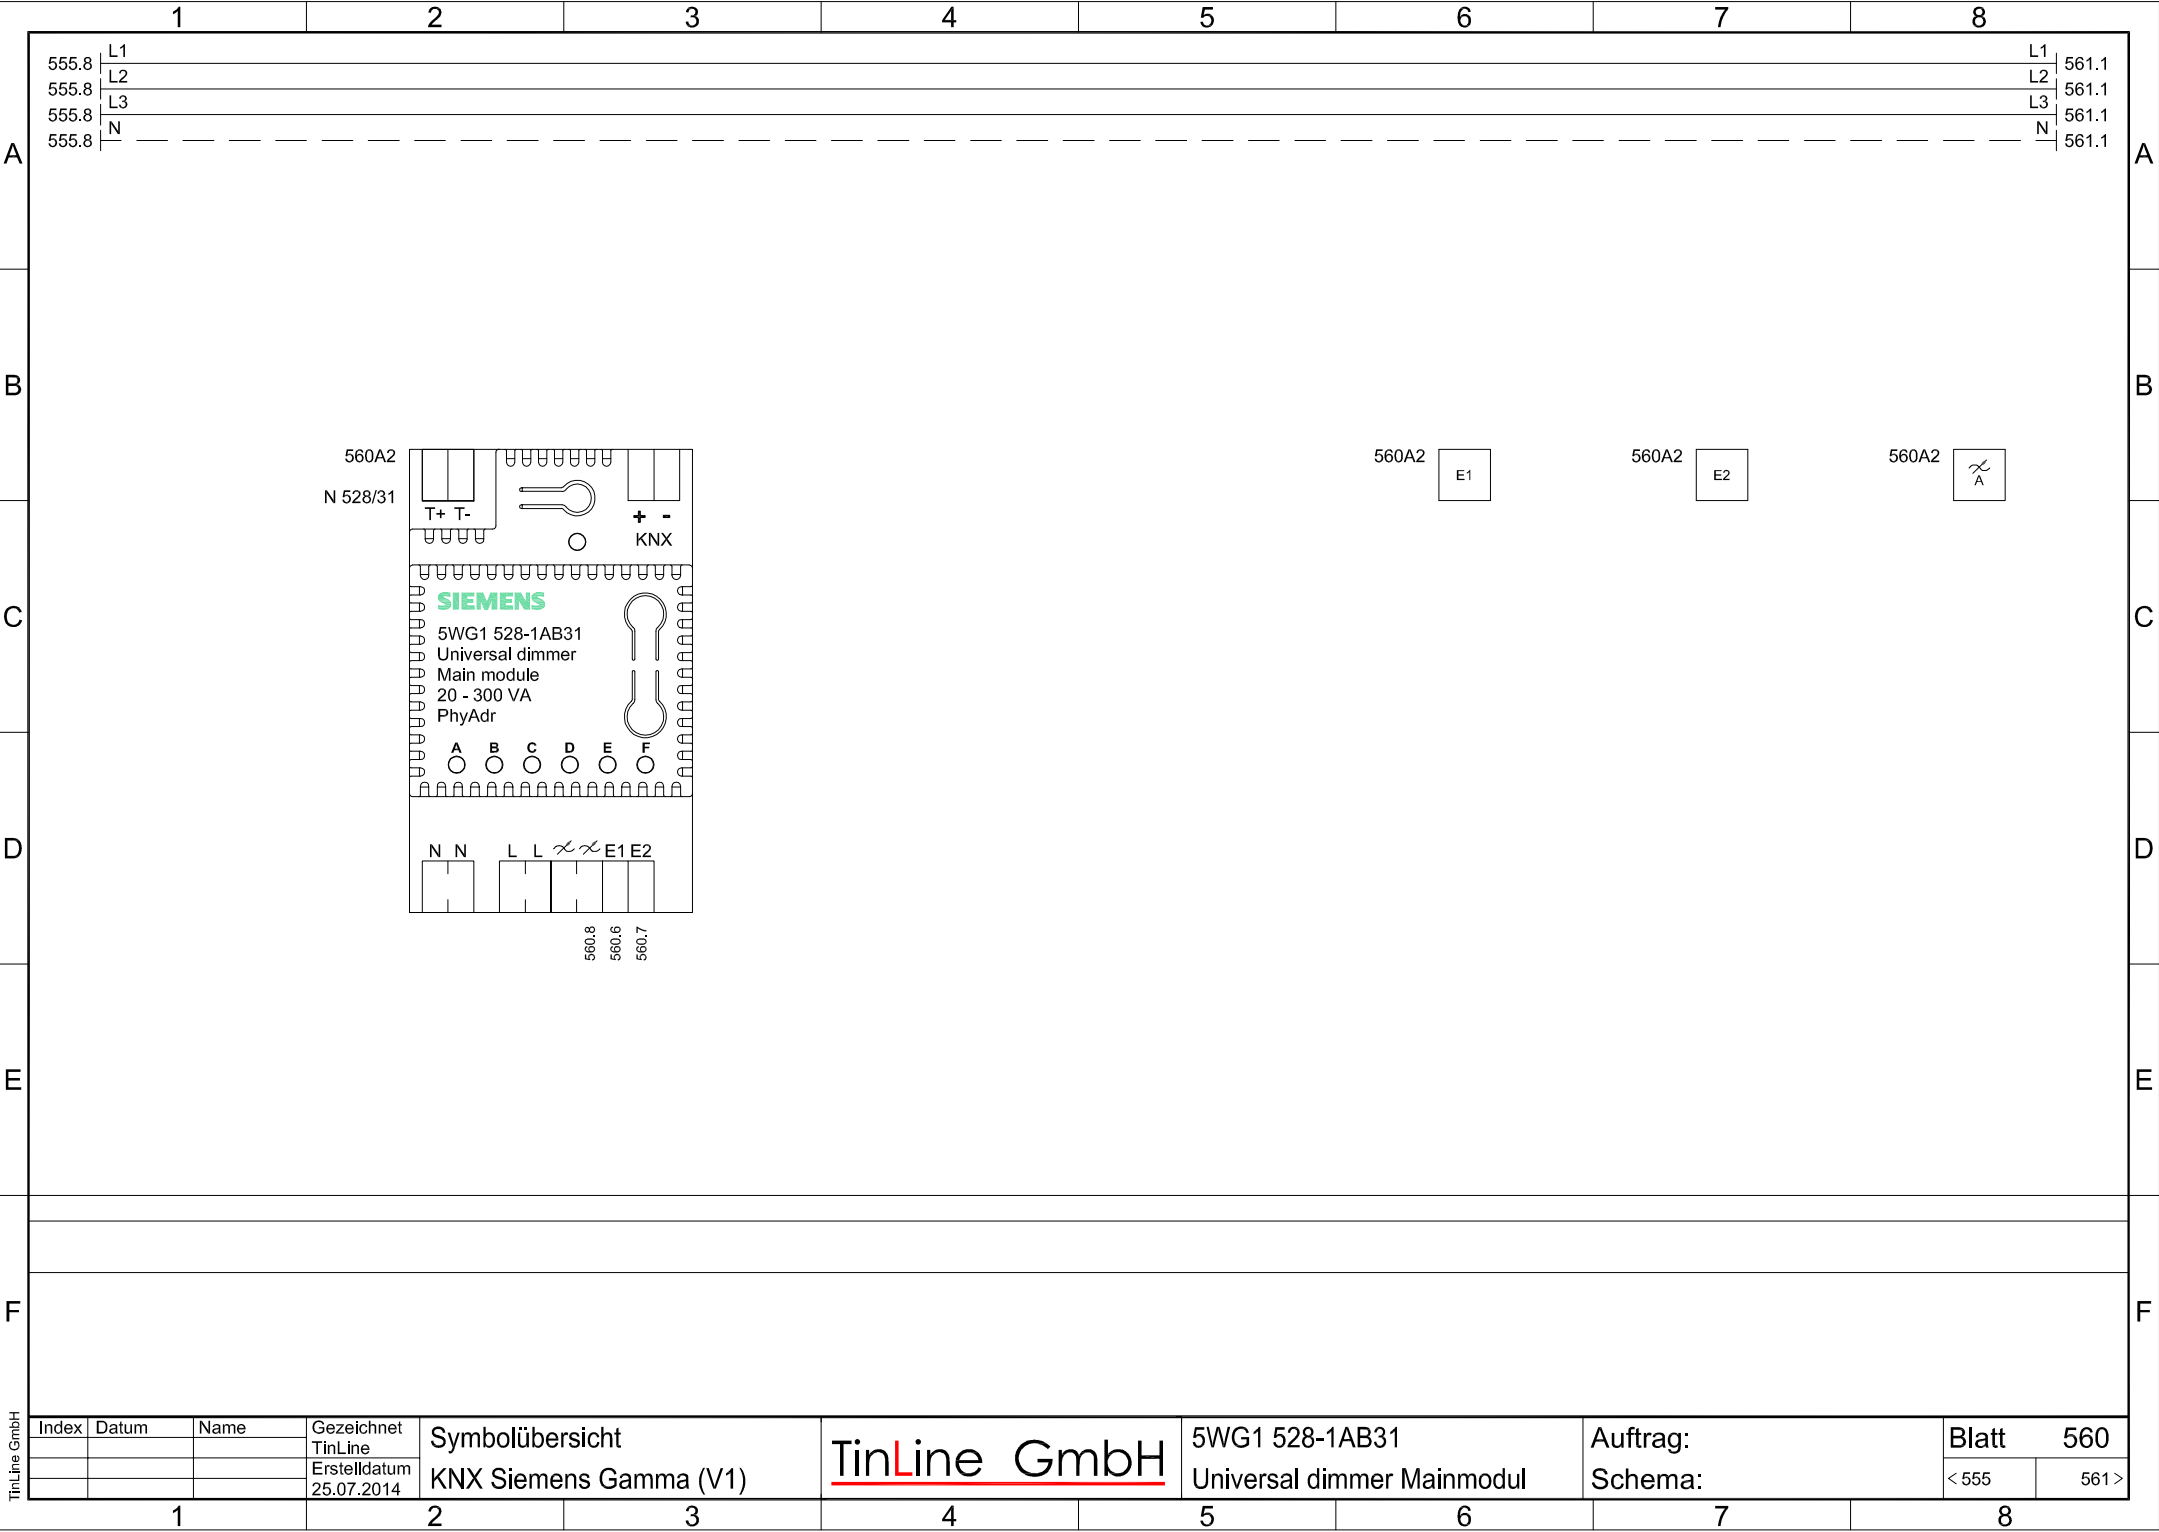 1 2 3 4 5 6 7 8
555.8 L1 L1 561.1
555.8 L2 L2 561.1
555.8 L3 L3 561.1
555.8 N N 561.1
A A
B B
560A2
N 528/31
T+ T-
+ -
KNX
560A2 E1
560A2 E2
560A2 A
C C
SIEMENS
5WG1 528-1AB31
Universal dimmer
Main module
20 - 300 VA
PhyAdr
A B C D E F
D D
N N L L E1 E2
560.8 560.6 560.7
E E
F F
TinLine GmbH
Index Datum Name
Gezeichnet
TinLine
Erstelldatum
25.07.2014
Symbolübersicht
KNX Siemens Gamma (V1)
TinLine GmbH
5WG1 528-1AB31
Universal dimmer Mainmodul
Auftrag:
Schema:
Blatt 560
< 555 561 >
1 2 3 4 5 6 7 8